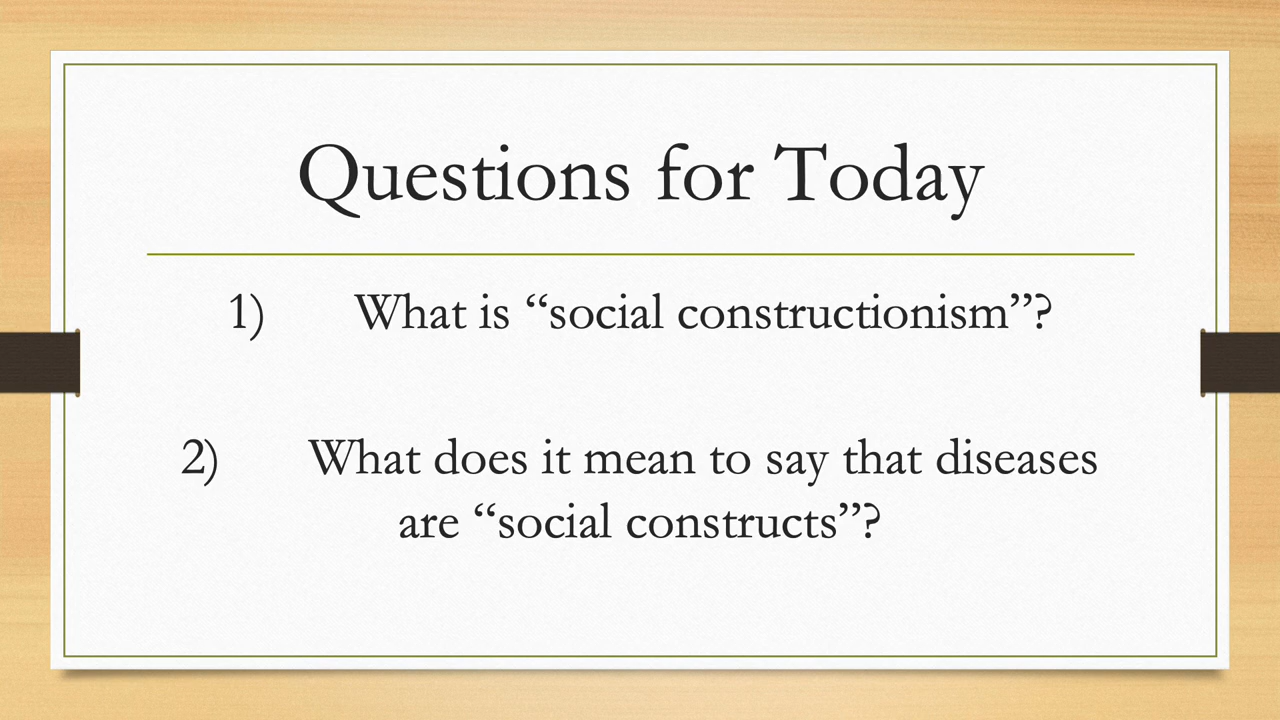 Questions for Today
1) What is “social constructionism”?
2) What does it mean to say that diseases
are “social constructs”?